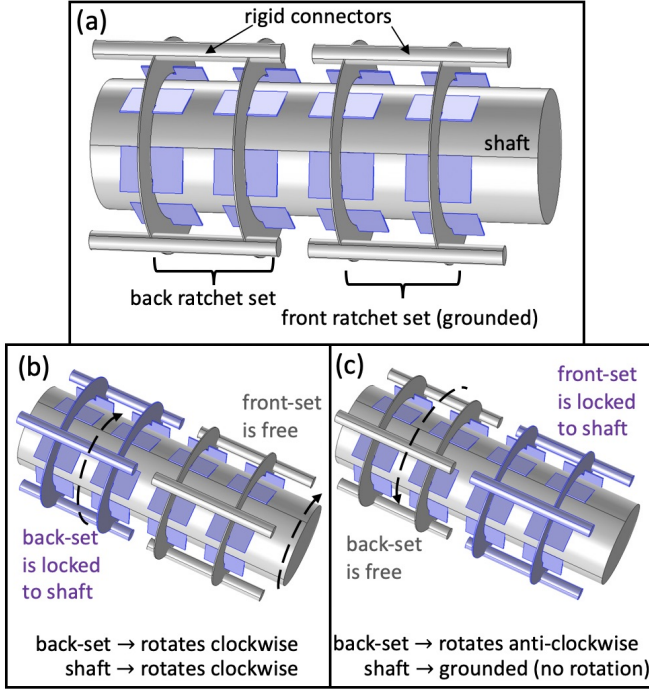 (a)
rigid connectors
shaft
back ratchet set
front ratchet set (grounded)
(b)
front-set
is free
back-set
is locked
to shaft
back-set → rotates clockwise
shaft → rotates clockwise
(c)
front-set
is locked
to shaft
back-set
is free
back-set → rotates anti-clockwise
shaft → grounded (no rotation)